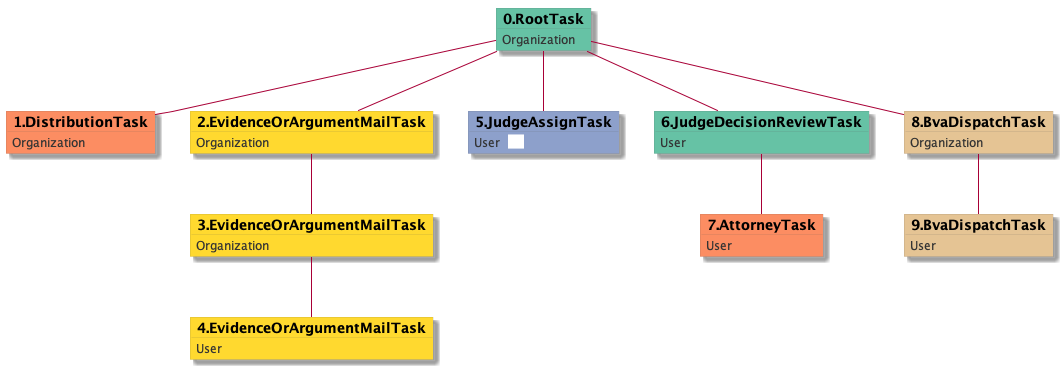 0.RootTask
Organization
1.DistributionTask
Organization
2.EvidenceOrArgumentMailTask
Organization
5.JudgeAssignTask
User
6.JudgeDecisionReviewTask
User
8.BvaDispatchTask
Organization
3.EvidenceOrArgumentMailTask
Organization
7.AttorneyTask
User
9.BvaDispatchTask
User
4.EvidenceOrArgumentMailTask
User